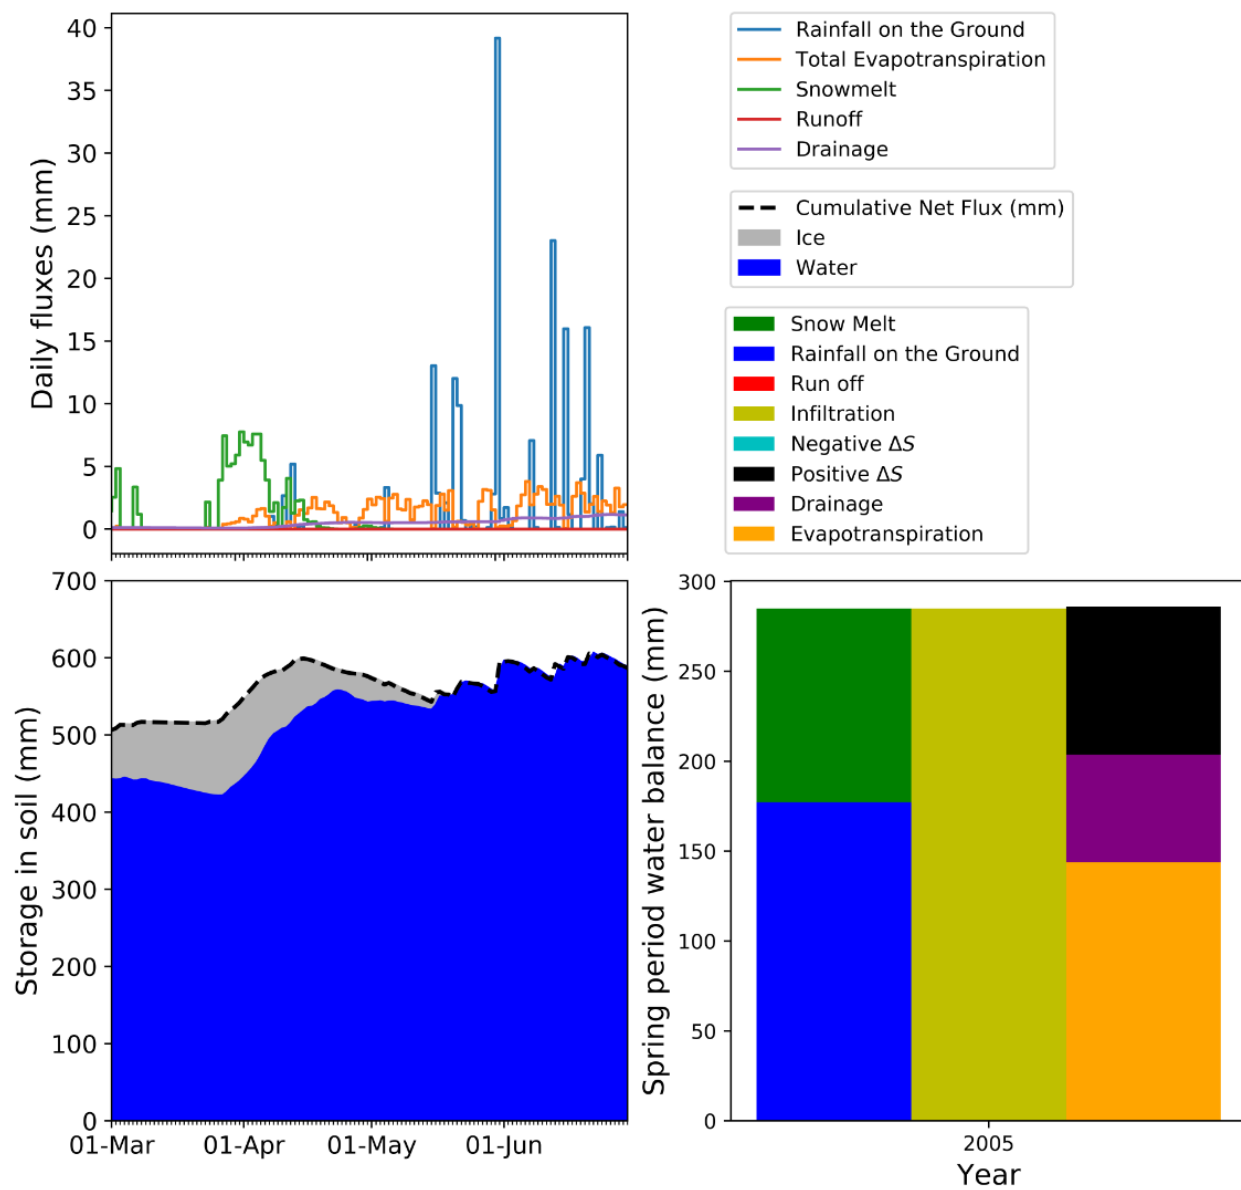 Daily fluxes (mm)
40
35
30
25
20
15
10
5
0
Rainfall on the Ground
Total Evapotranspiration
Snowmelt
Runoff
Drainage
Cumulative Net Flux (mm)
Ice
Water
Snow Melt
Rainfall on the Ground
Run off
Infiltration
Negative ΔS
Positive ΔS
Drainage
Evapotranspiration
Storage in soil (mm)
700
600
500
400
300
200
100
0
01-Mar 01-Apr 01-May 01-Jun
Spring period water balance (mm)
300
250
200
150
100
50
0
2005
Year